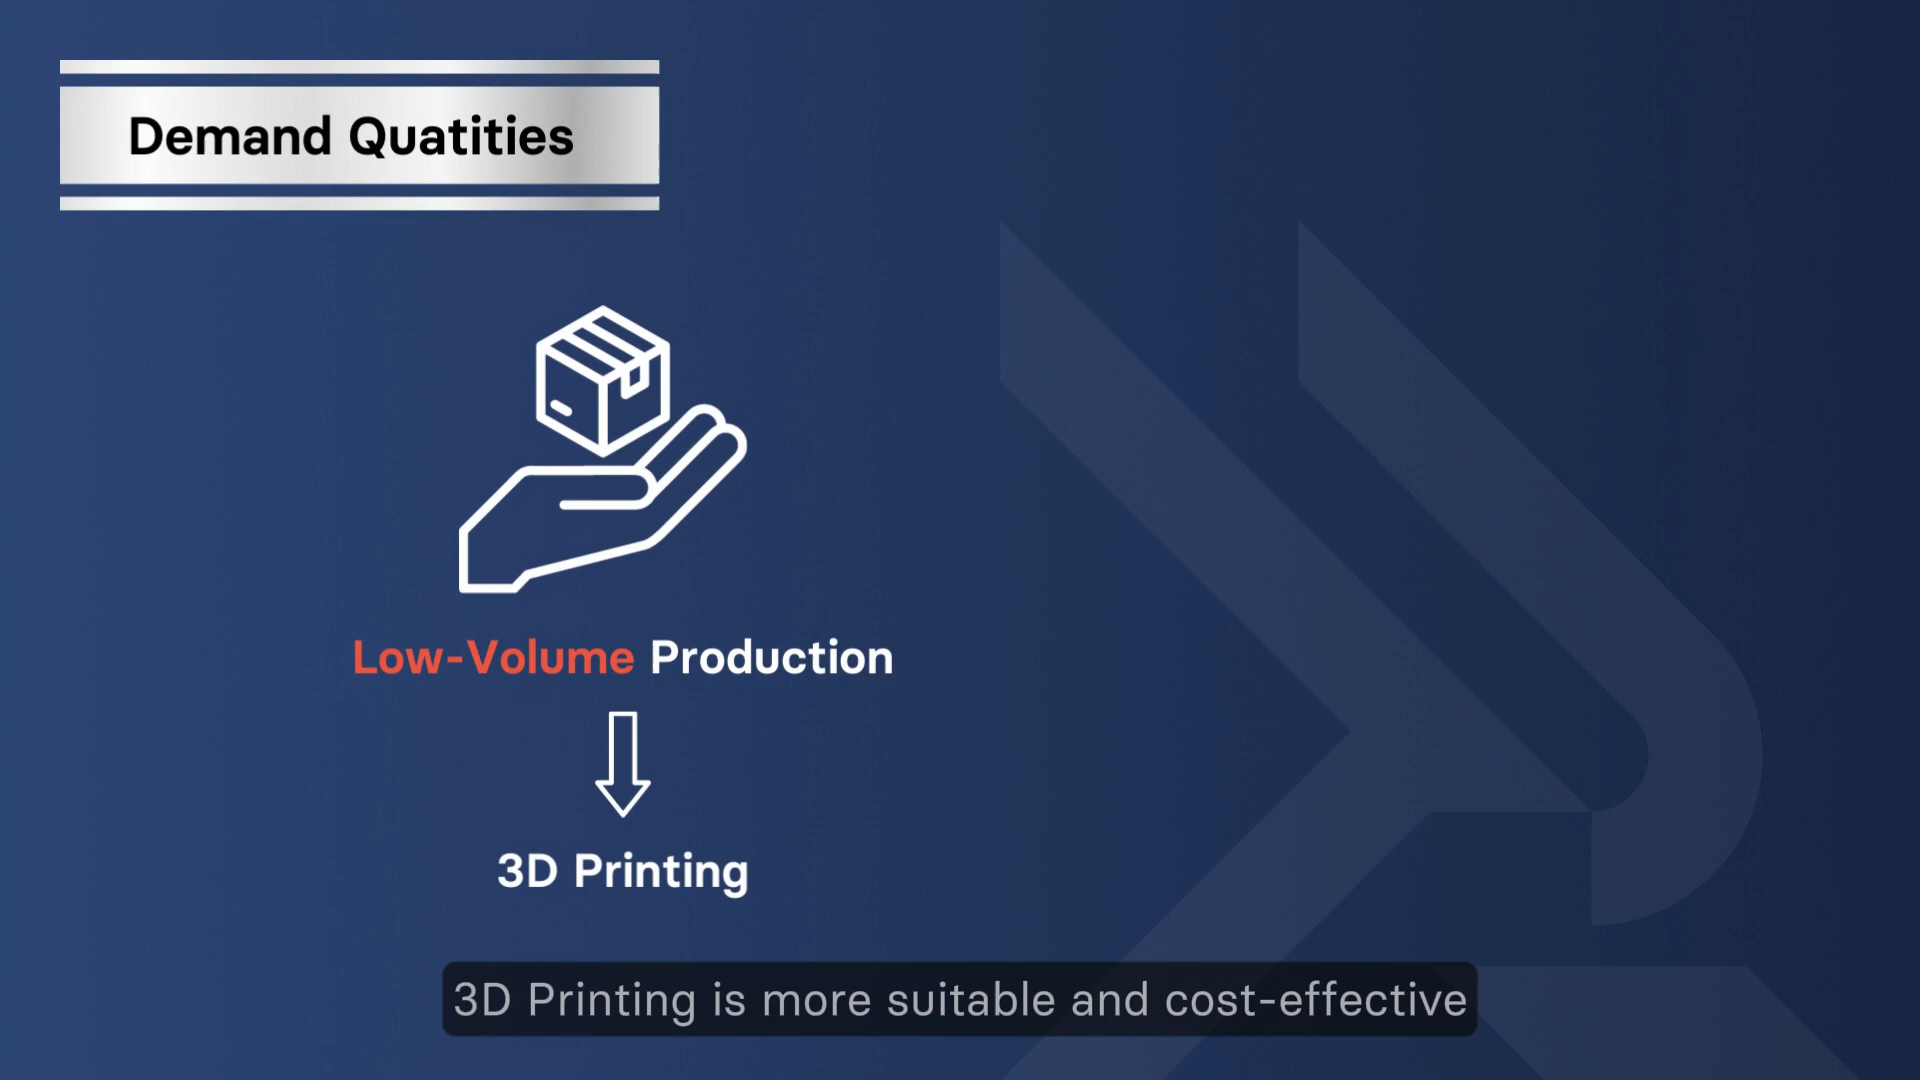 Demand Quatities
Low-Volume Production
3D Printing
3D Printing is more suitable and cost-effective